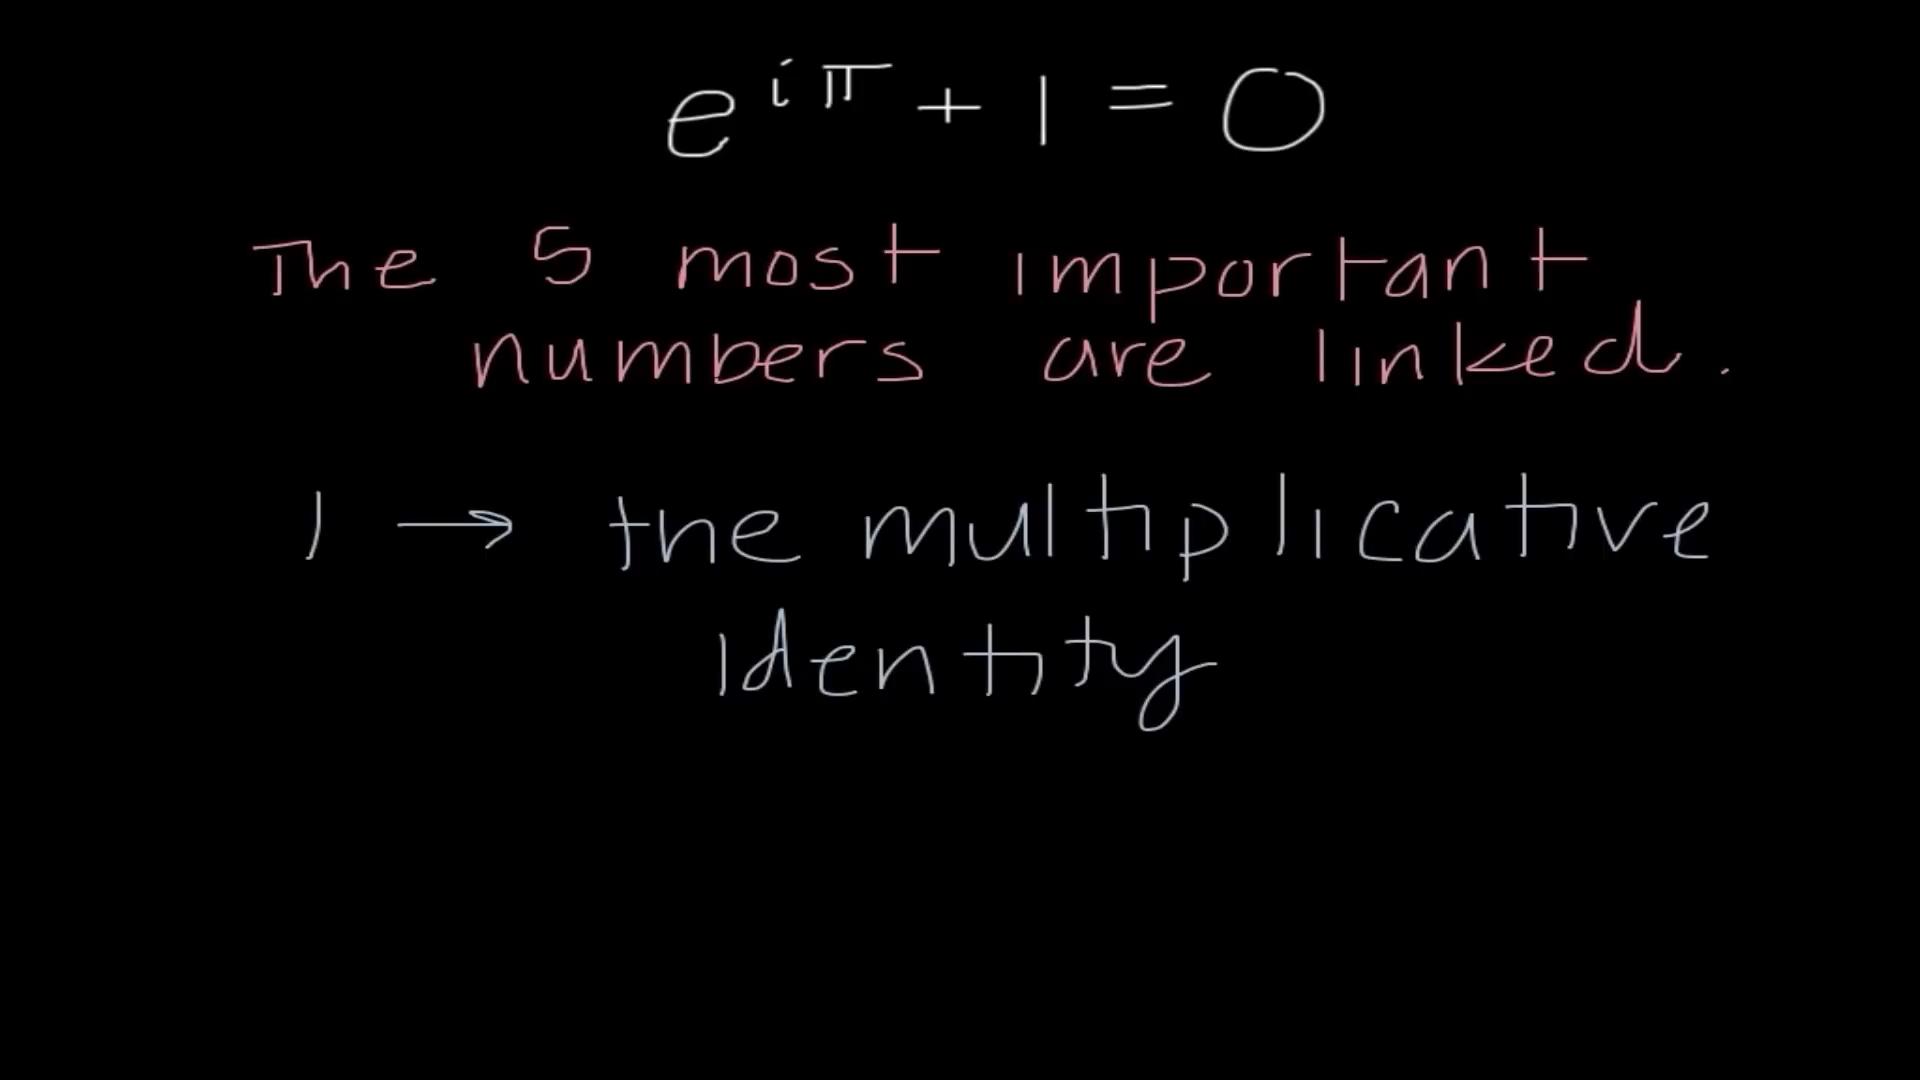 e^{iπ} + 1 = 0
The 5 most important
numbers are linked.
1 → the multiplicative
identity